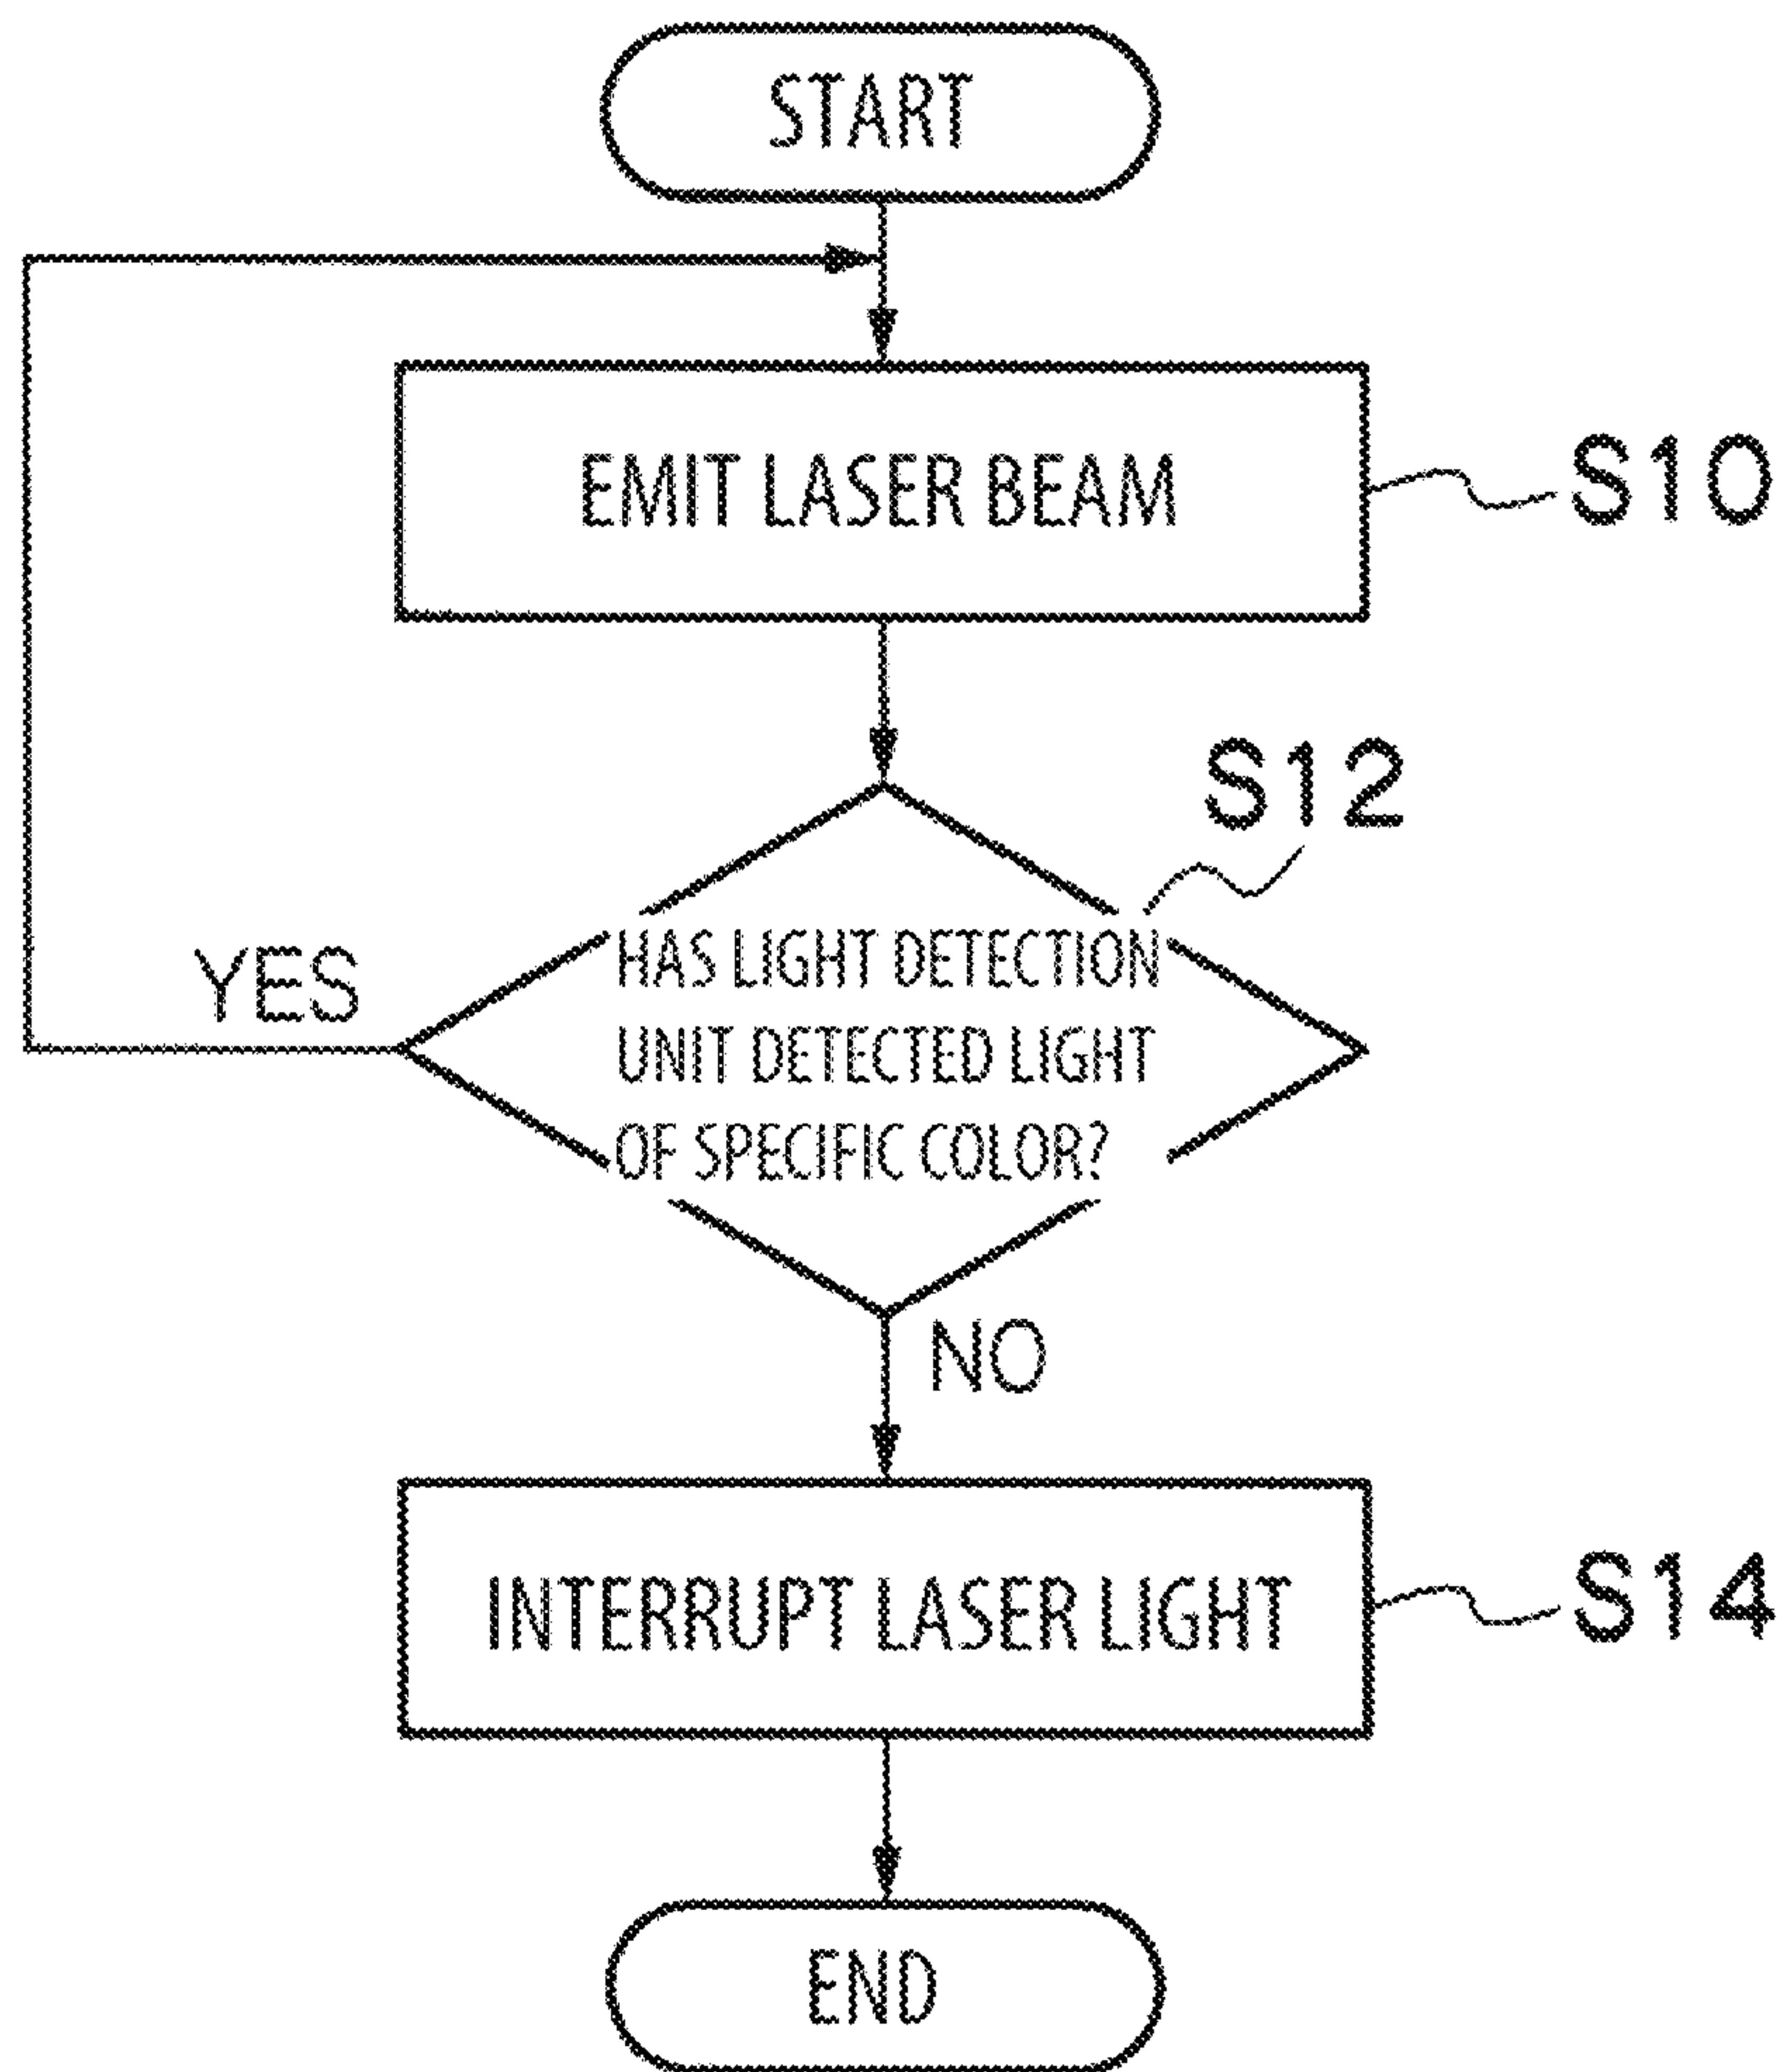 START
EMIT LASER BEAM
S10
S12
HAS LIGHT DETECTION
UNIT DETECTED LIGHT
OF SPECIFIC COLOR?
YES
NO
INTERRUPT LASER LIGHT
S14
END